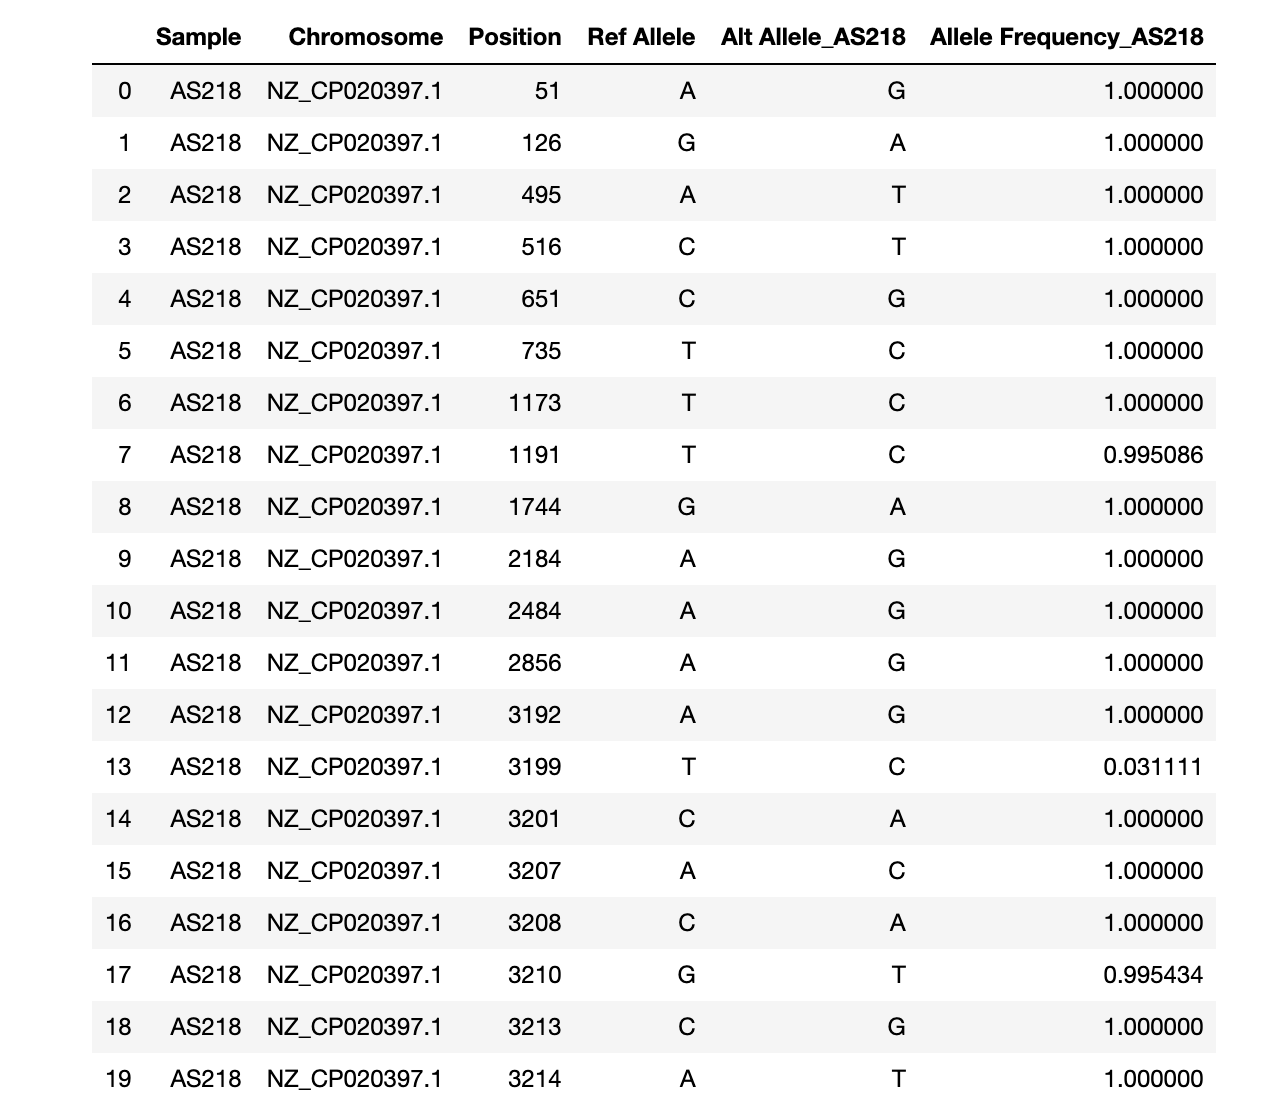 Sample Chromosome Position Ref Allele Alt Allele_AS218 Allele Frequency_AS218
0 AS218 NZ_CP020397.1 51 A G 1.000000
1 AS218 NZ_CP020397.1 126 G A 1.000000
2 AS218 NZ_CP020397.1 495 A T 1.000000
3 AS218 NZ_CP020397.1 516 C T 1.000000
4 AS218 NZ_CP020397.1 651 C G 1.000000
5 AS218 NZ_CP020397.1 735 T C 1.000000
6 AS218 NZ_CP020397.1 1173 T C 1.000000
7 AS218 NZ_CP020397.1 1191 T C 0.995086
8 AS218 NZ_CP020397.1 1744 G A 1.000000
9 AS218 NZ_CP020397.1 2184 A G 1.000000
10 AS218 NZ_CP020397.1 2484 A G 1.000000
11 AS218 NZ_CP020397.1 2856 A G 1.000000
12 AS218 NZ_CP020397.1 3192 A G 1.000000
13 AS218 NZ_CP020397.1 3199 T C 0.031111
14 AS218 NZ_CP020397.1 3201 C A 1.000000
15 AS218 NZ_CP020397.1 3207 A C 1.000000
16 AS218 NZ_CP020397.1 3208 C A 1.000000
17 AS218 NZ_CP020397.1 3210 G T 0.995434
18 AS218 NZ_CP020397.1 3213 C G 1.000000
19 AS218 NZ_CP020397.1 3214 A T 1.000000